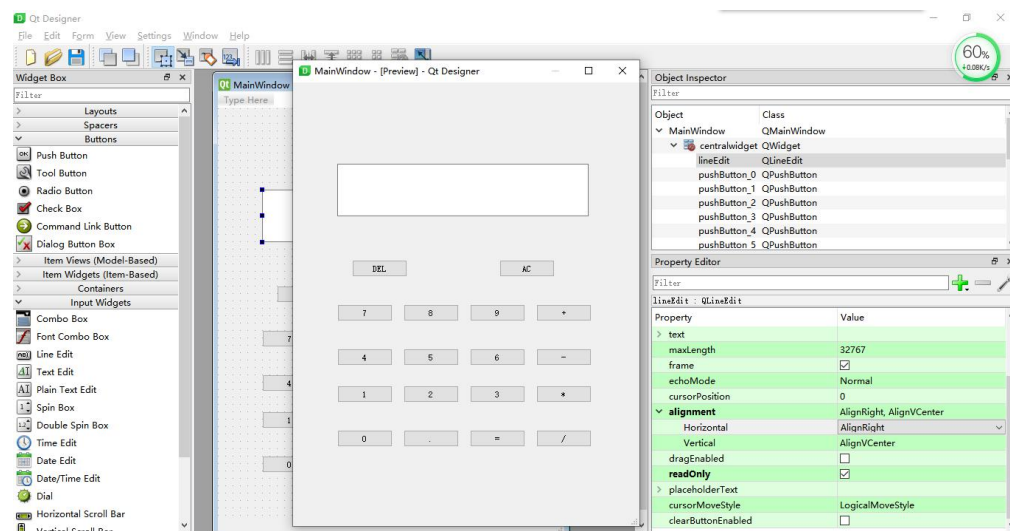 Qt Designer
File Edit Form View Settings Window Help
60%
+0.08K/s
Widget Box
Filter
Layouts
Spacers
Buttons
Push Button
Tool Button
Radio Button
Check Box
Command Link Button
Dialog Button Box
Item Views (Model-Based)
Item Widgets (Item-Based)
Containers
Input Widgets
Combo Box
Font Combo Box
Line Edit
Text Edit
Plain Text Edit
Spin Box
Double Spin Box
Time Edit
Date Edit
Date/Time Edit
Dial
Horizontal Scroll Bar
Vertical Scroll Bar
MainWindow
Type Here
7
4
1
0
MainWindow - [Preview] - Qt Designer
DEL AC
7 8 9 +
4 5 6 -
1 2 3 *
0 . = /
Object Inspector
Filter
Object Class
MainWindow QMainWindow
centralwidget QWidget
lineEdit QLineEdit
pushButton_0 QPushButton
pushButton_1 QPushButton
pushButton_2 QPushButton
pushButton_3 QPushButton
pushButton_4 QPushButton
pushButton_5 QPushButton
Property Editor
Filter
lineEdit : QLineEdit
Property Value
text
maxLength 32767
frame
echoMode Normal
cursorPosition 0
alignment AlignRight, AlignVCenter
Horizontal AlignRight
Vertical AlignVCenter
dragEnabled
readOnly
placeholderText
cursorMoveStyle LogicalMoveStyle
clearButtonEnabled